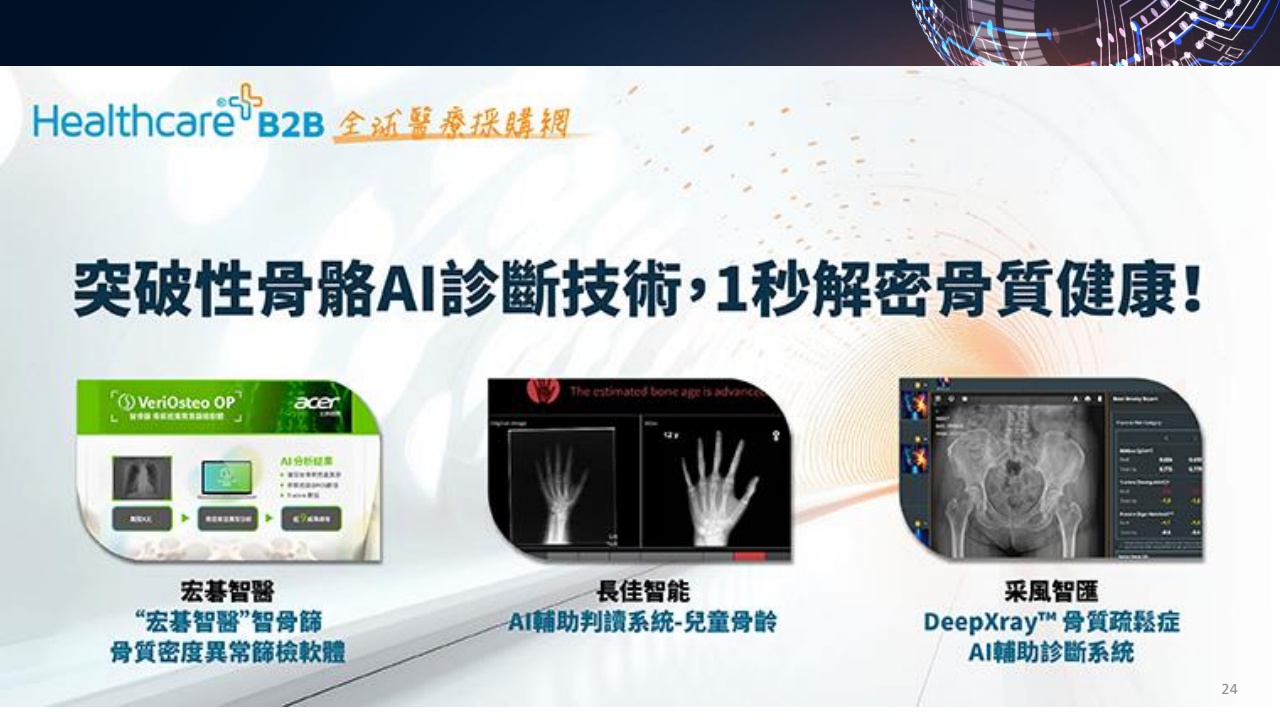 Healthcare® B2B 全球醫療採購網
突破性骨骼AI診斷技術，1秒解密骨質健康！
VeriOsteo OP
acer
AI 分析結果
The estimated bone age is advanced
Original image
12 y
宏碁智醫
“宏碁智醫”智骨篩
骨質密度異常篩檢軟體
長佳智能
AI輔助判讀系統-兒童骨齡
采風智匯
DeepXray™ 骨質疏鬆症
AI輔助診斷系統
24